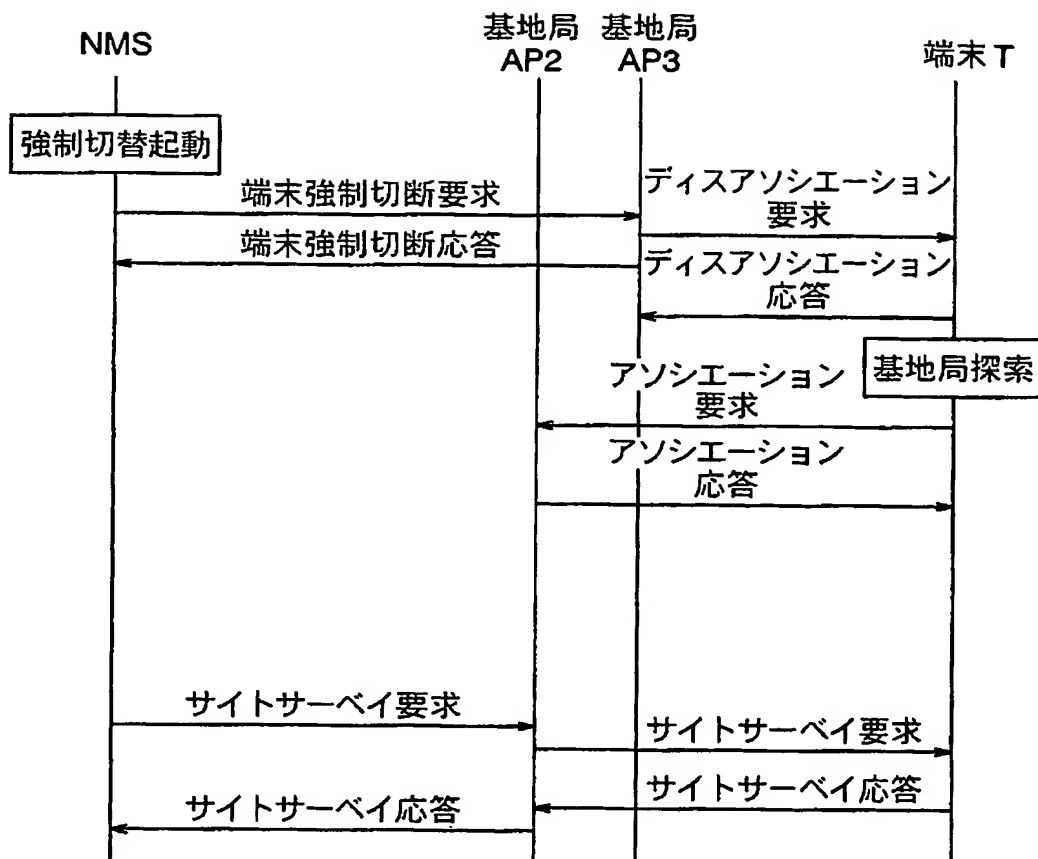 NMS
基地局
AP2
基地局
AP3
端末T
強制切替起動
端末強制切断要求
ディスアソシエーション
要求
端末強制切断応答
ディスアソシエーション
応答
基地局探索
アソシエーション
要求
アソシエーション
応答
サイトサーベイ要求
サイトサーベイ要求
サイトサーベイ応答
サイトサーベイ応答